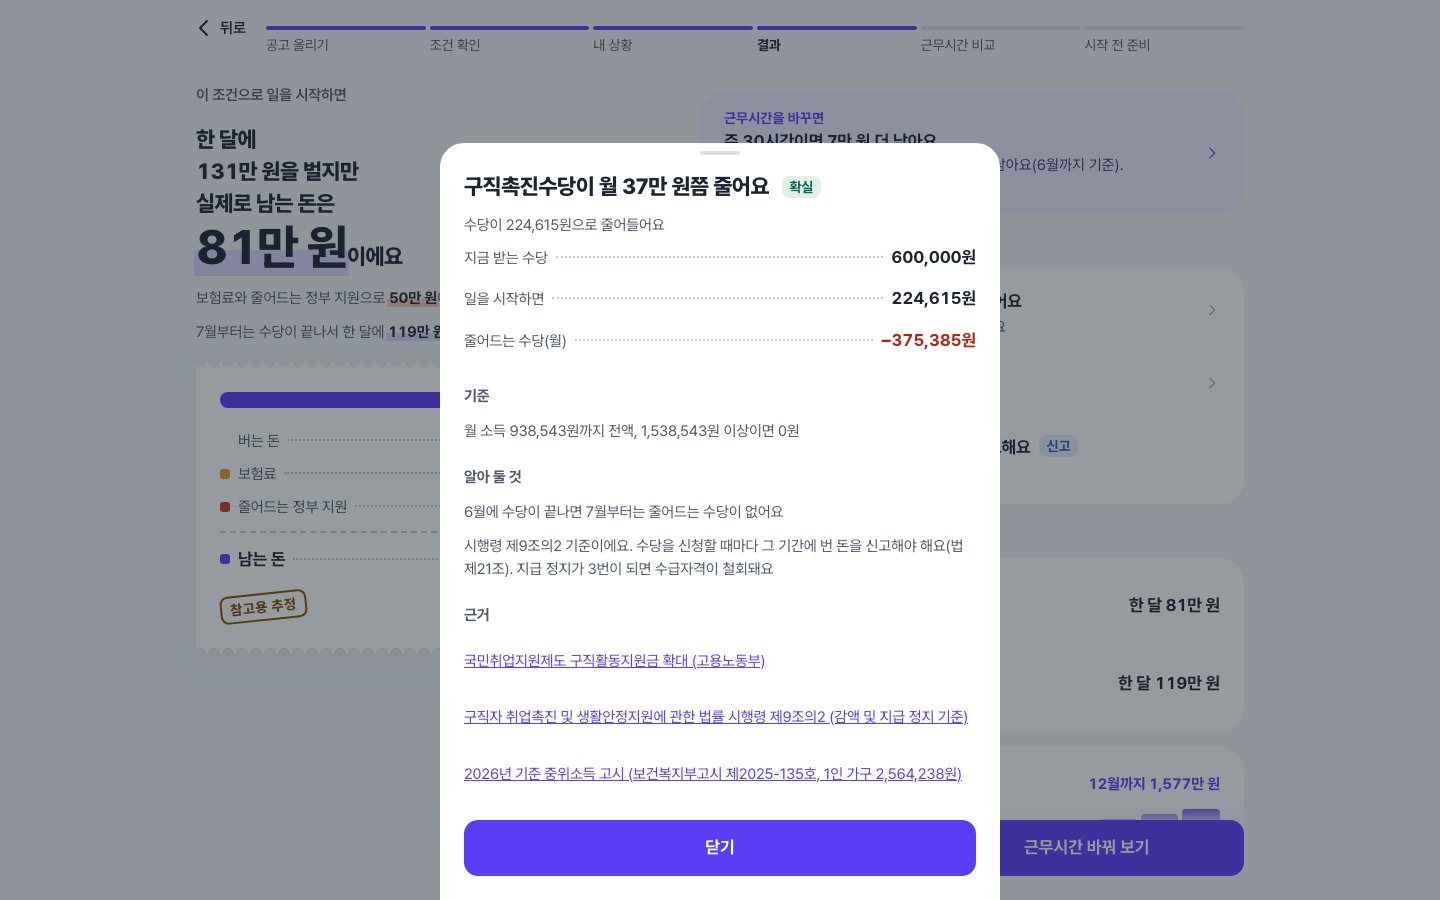 뒤로
공고 올리기
조건 확인
내 상황
결과
근무시간 비교
시작 전 준비
이 조건으로 일을 시작하면
한 달에
131만 원을 벌지만
실제로 남는 돈은
81만 원이에요
보험료와 줄어드는 정부 지원으로 50만 원
7월부터는 수당이 끝나서 한 달에 119만 원
버는 돈
보험료
줄어드는 정부 지원
남는 돈
참고용 추정
근무시간을 바꾸면
주 30시간이면 7만 원 더 남아요
남아요(6월까지 기준).
어요
요
해요 신고
한 달 81만 원
한 달 119만 원
12월까지 1,577만 원
근무시간 바꿔 보기
구직촉진수당이 월 37만 원쯤 줄어요 확실
수당이 224,615원으로 줄어들어요
지금 받는 수당 600,000원
일을 시작하면 224,615원
줄어드는 수당(월) −375,385원
기준
월 소득 938,543원까지 전액, 1,538,543원 이상이면 0원
알아 둘 것
6월에 수당이 끝나면 7월부터는 줄어드는 수당이 없어요
시행령 제9조의2 기준이에요. 수당을 신청할 때마다 그 기간에 번 돈을 신고해야 해요(법
제21조). 지급 정지가 3번이 되면 수급자격이 철회돼요
근거
국민취업지원제도 구직활동지원금 확대 (고용노동부)
구직자 취업촉진 및 생활안정지원에 관한 법률 시행령 제9조의2 (감액 및 지급 정지 기준)
2026년 기준 중위소득 고시 (보건복지부고시 제2025-135호, 1인 가구 2,564,238원)
닫기